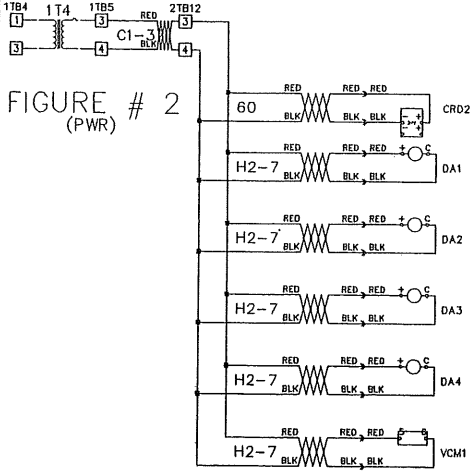 1TB4 1T4 1TB5 RED 2TB12
1 3 3
C1-3
3 4 BLK 4
FIGURE # 2
(PWR)
RED RED RED
60 CRD2
BLK BLK BLK
RED RED RED + C
H2-7 DA1
BLK BLK BLK
RED RED RED + C
H2-7 DA2
BLK BLK BLK
RED RED RED + C
H2-7 DA3
BLK BLK BLK
RED RED RED + C
H2-7 DA4
BLK BLK BLK
RED RED RED
H2-7 VCM1
BLK BLK BLK